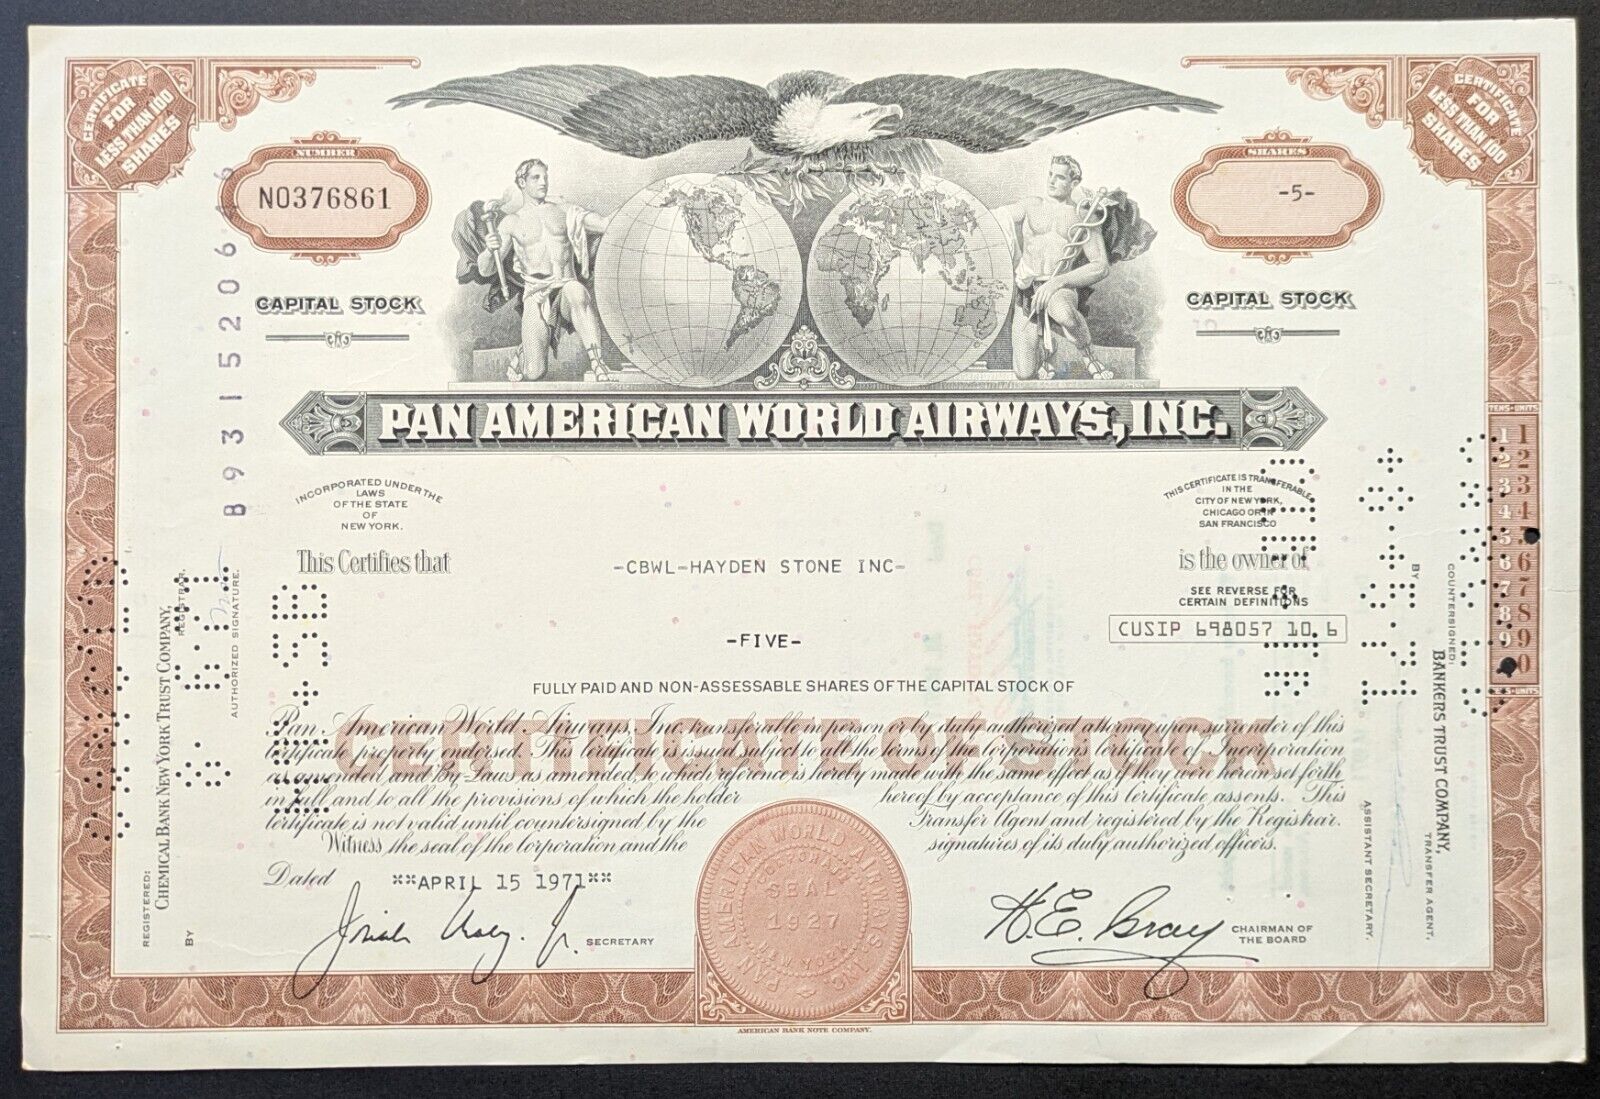 CERTIFICATE
FOR
LESS THAN 100
SHARES
CERTIFICATE
FOR
LESS THAN 100
SHARES
NUMBER
N0376861
SHARES
-5-
CAPITAL STOCK
CAPITAL STOCK
B93152064​6
PAN AMERICAN WORLD AIRWAYS, INC.
INCORPORATED UNDER THE
LAWS
OF THE STATE
OF
NEW YORK.
THIS CERTIFICATE IS TRANSFERABLE
IN THE
CITY OF NEW YORK,
CHICAGO OR IN
SAN FRANCISCO
This Certifies that
-CBWL-HAYDEN STONE INC-
is the owner of
SEE REVERSE FOR
CERTAIN DEFINITIONS
-FIVE-
CUSIP 698057 10 6
FULLY PAID AND NON-ASSESSABLE SHARES OF THE CAPITAL STOCK OF
CERTIFICATE OF STOCK
Pan American World Airways, Inc. transferable in person or by duly authorized attorney upon surrender of this
certificate properly endorsed. This certificate is issued subject to all the terms of the Corporation's Certificate of Incorporation
as amended and By-Laws as amended, to which reference is hereby made with the same effect as if they were herein set forth
in full, and to all the provisions of which the holder hereof by acceptance of this certificate assents. This
certificate is not valid until countersigned by the Transfer Agent and registered by the Registrar.
Witness the seal of the Corporation and the signatures of its duly authorized officers.
Dated **APRIL 15 1971**
SECRETARY
H.E. Gray
CHAIRMAN OF
THE BOARD
PAN AMERICAN WORLD AIRWAYS, INC.
CORPORATE
SEAL
1927
NEW YORK
AMERICAN BANK NOTE COMPANY.
REGISTERED:
CHEMICAL BANK NEW YORK TRUST COMPANY,
REGISTRAR,
BY
AUTHORIZED SIGNATURE.
COUNTERSIGNED:
BANKERS TRUST COMPANY,
TRANSFER AGENT,
BY
ASSISTANT SECRETARY.
TENS-UNITS
1 1
2 2
3 3
4 4
5
6 6
7 7
8 8
9 9
0